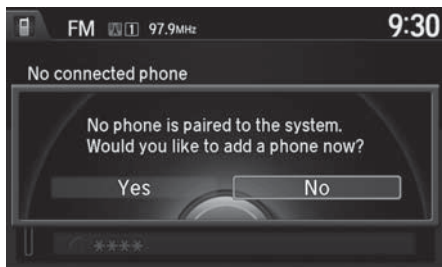 FM 1 97.9MHz 9:30
No connected phone
No phone is paired to the system.
Would you like to add a phone now?
Yes No
****